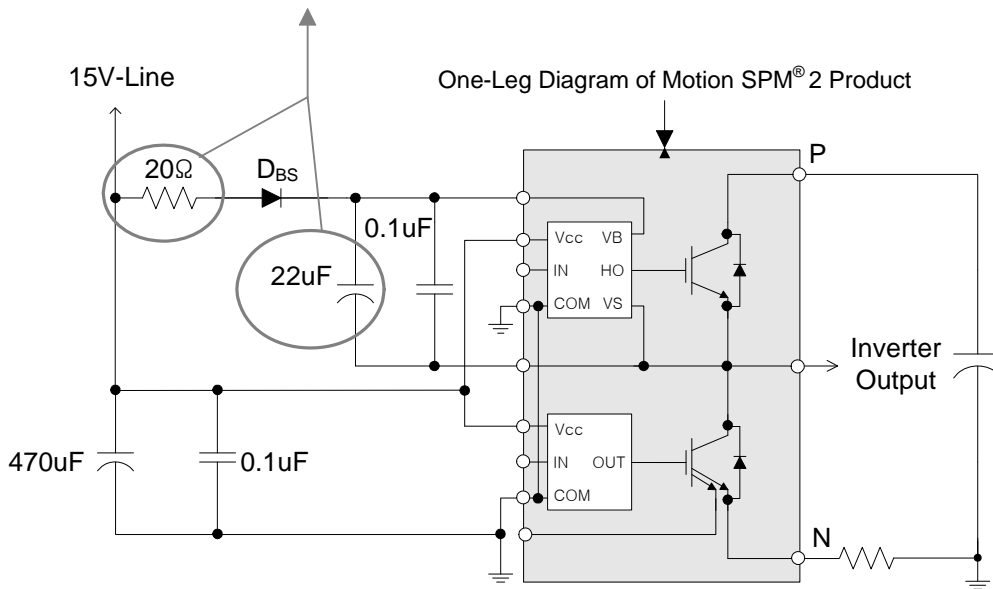 15V-Line
One-Leg Diagram of Motion SPM® 2 Product
P
20Ω
DBS
0.1uF
22uF
Vcc VB
IN HO
COM VS
Inverter
Output
Vcc
IN OUT
COM
470uF
0.1uF
N